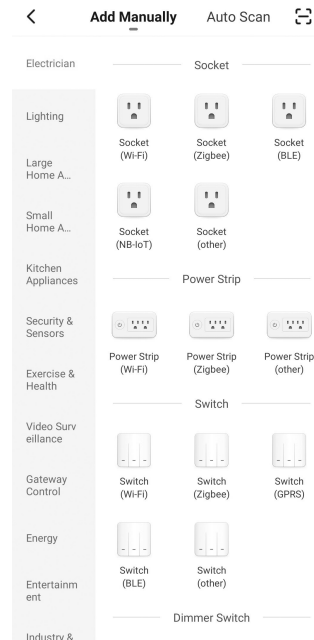 Add Manually Auto Scan
Electrician
Lighting
Large
Home A...
Small
Home A...
Kitchen
Appliances
Security &
Sensors
Exercise &
Health
Video Surv
eillance
Gateway
Control
Energy
Entertainm
ent
Industry &
Socket
Socket
(Wi-Fi)
Socket
(Zigbee)
Socket
(BLE)
Socket
(NB-IoT)
Socket
(other)
Power Strip
Power Strip
(Wi-Fi)
Power Strip
(Zigbee)
Power Strip
(other)
Switch
Switch
(Wi-Fi)
Switch
(Zigbee)
Switch
(GPRS)
Switch
(BLE)
Switch
(other)
Dimmer Switch